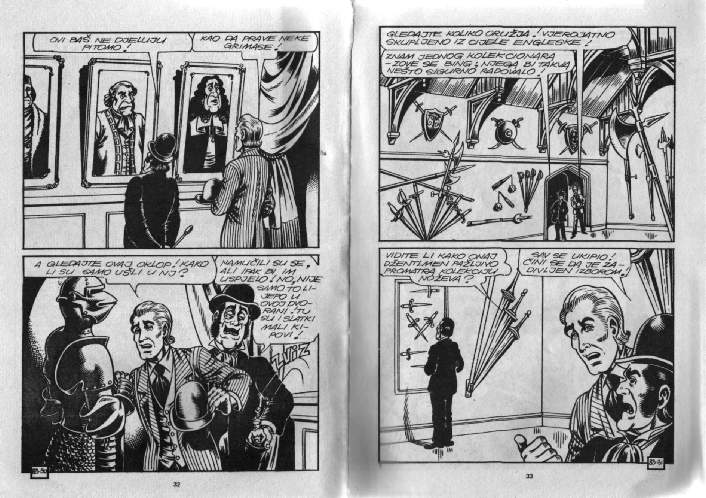 OVI BAŠ NE DJELUJU
PITOMO!
KAO DA PRAVE NEKE
GRIMASE!
A GLEDAJTE OVAJ OKLOP! KAKO
LI SU SAMO UŠLI U NJ?
NAMUČILI SU SE,
ALI IPAK BI IM
USPJELO! NO, NIJE
SAMO TO LI-
JEPO U
OVOJ DVO-
RANI! TU
SU I SLATKI
MALI KI-
POVI!
32
GLEDAJTE KOLIKO ORUŽJA! VJEROJATNO
SKUPLJENO IZ CIJELE ENGLESKE!
ZNAM JEDNOG KOLEKCIONARA
- ZOVE SE BING I NJEGA BI TAKVA
NEŠTO SIGURNO RADOVALO!
VIDITE LI KAKO ONAJ
DŽENTLMEN PAŽLJIVO
PROMATRA KOLEKCIJU
NOŽEVA?
SAV SE UKIPIO!
ČINI SE DA JE ZA-
DIVLJEN IZBOROM!
33